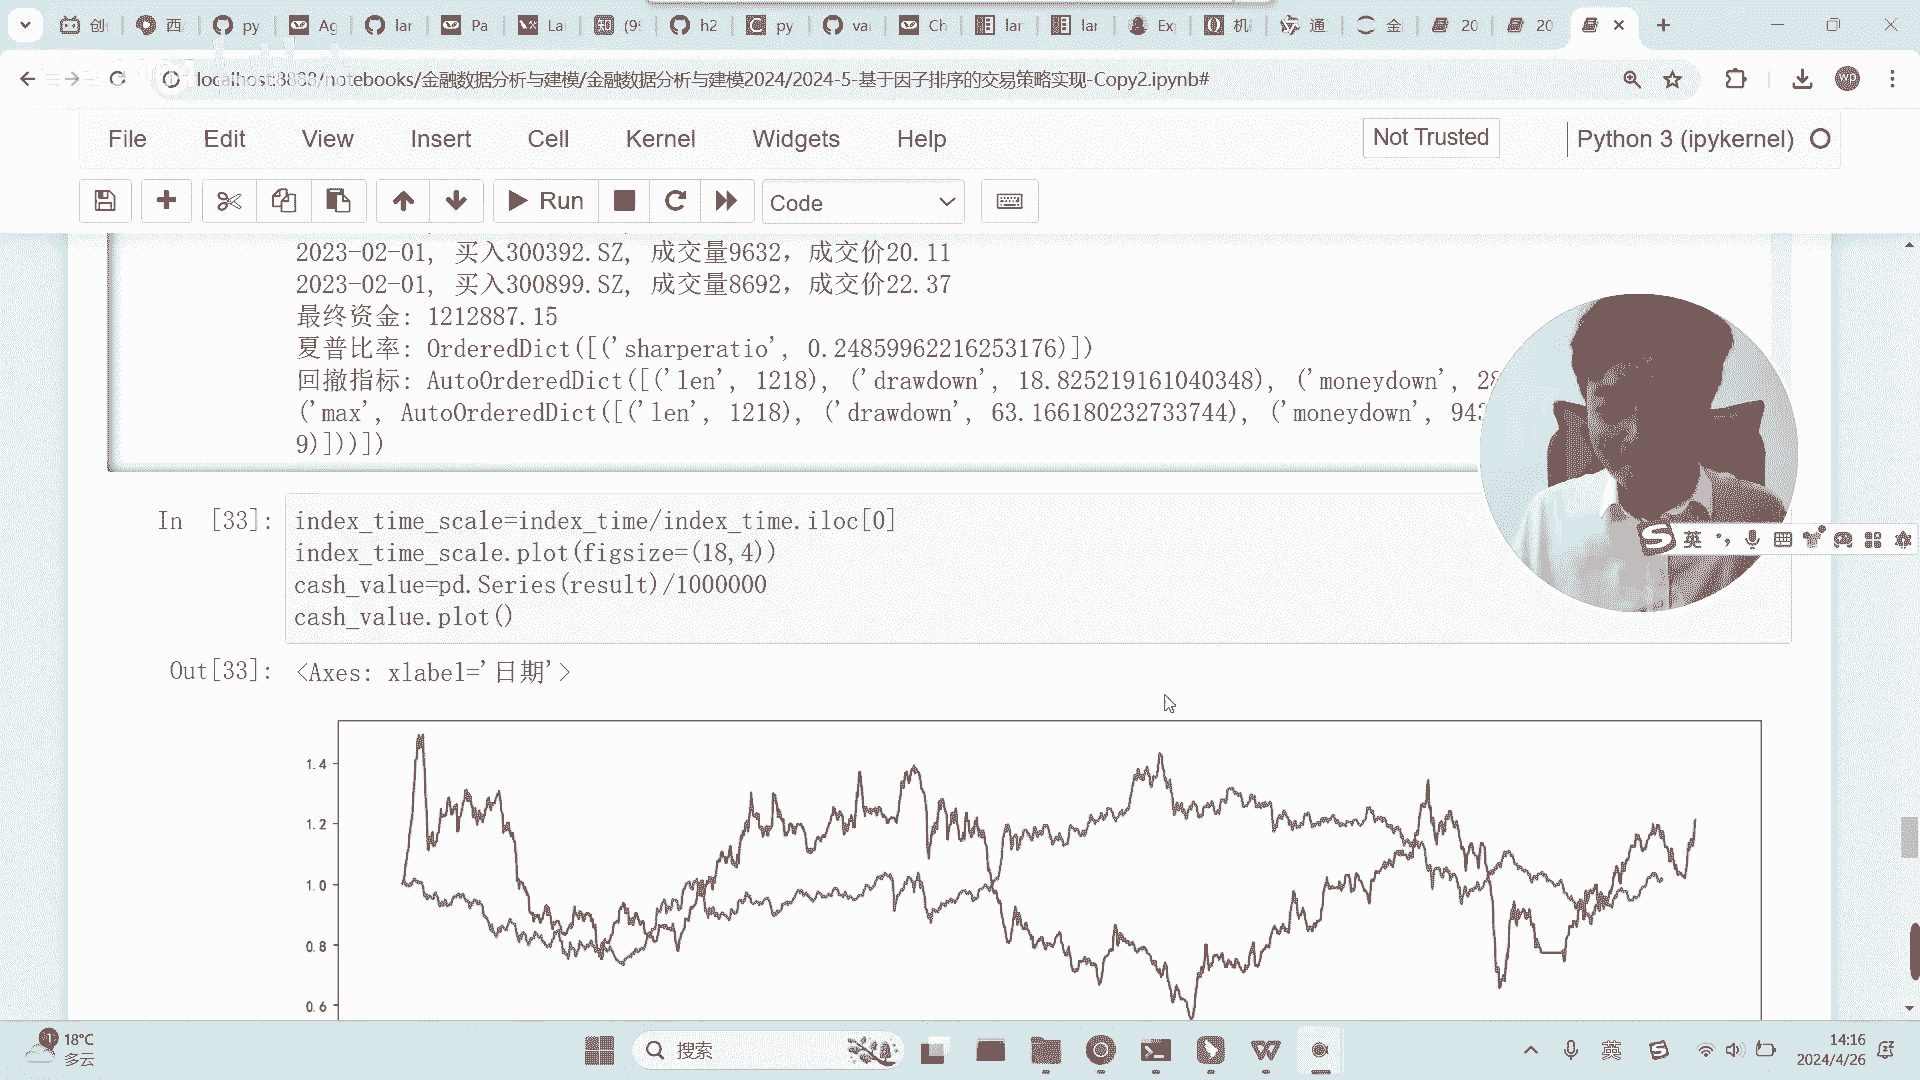 创 西 py Ag lar Pa La (9 h2 py va Ch lar lar Ex 机 通 金 20 20
localhost:8888/notebooks/金融数据分析与建模/金融数据分析与建模2024/2024-5-基于因子排序的交易策略实现-Copy2.ipynb#
wp
File Edit View Insert Cell Kernel Widgets Help Not Trusted Python 3 (ipykernel)
Run Code
2023-02-01, 买入300392.SZ, 成交量9632, 成交价20.11
2023-02-01, 买入300899.SZ, 成交量8692, 成交价22.37
最终资金: 1212887.15
夏普比率: OrderedDict([('sharperatio', 0.24859962216253176)])
回撤指标: AutoOrderedDict([('len', 1218), ('drawdown', 18.825219161040348), ('moneydown', 28
('max', AutoOrderedDict([('len', 1218), ('drawdown', 63.166180232733744), ('moneydown', 943
9)]))])
In [33]: index_time_scale=index_time/index_time.iloc[0]
index_time_scale.plot(figsize=(18,4))
cash_value=pd.Series(result)/1000000
cash_value.plot()
英
Out[33]: <Axes: xlabel='日期'>
1.4
1.2
1.0
0.8
0.6
18°C
多云
搜索
英
14:16
2024/4/26